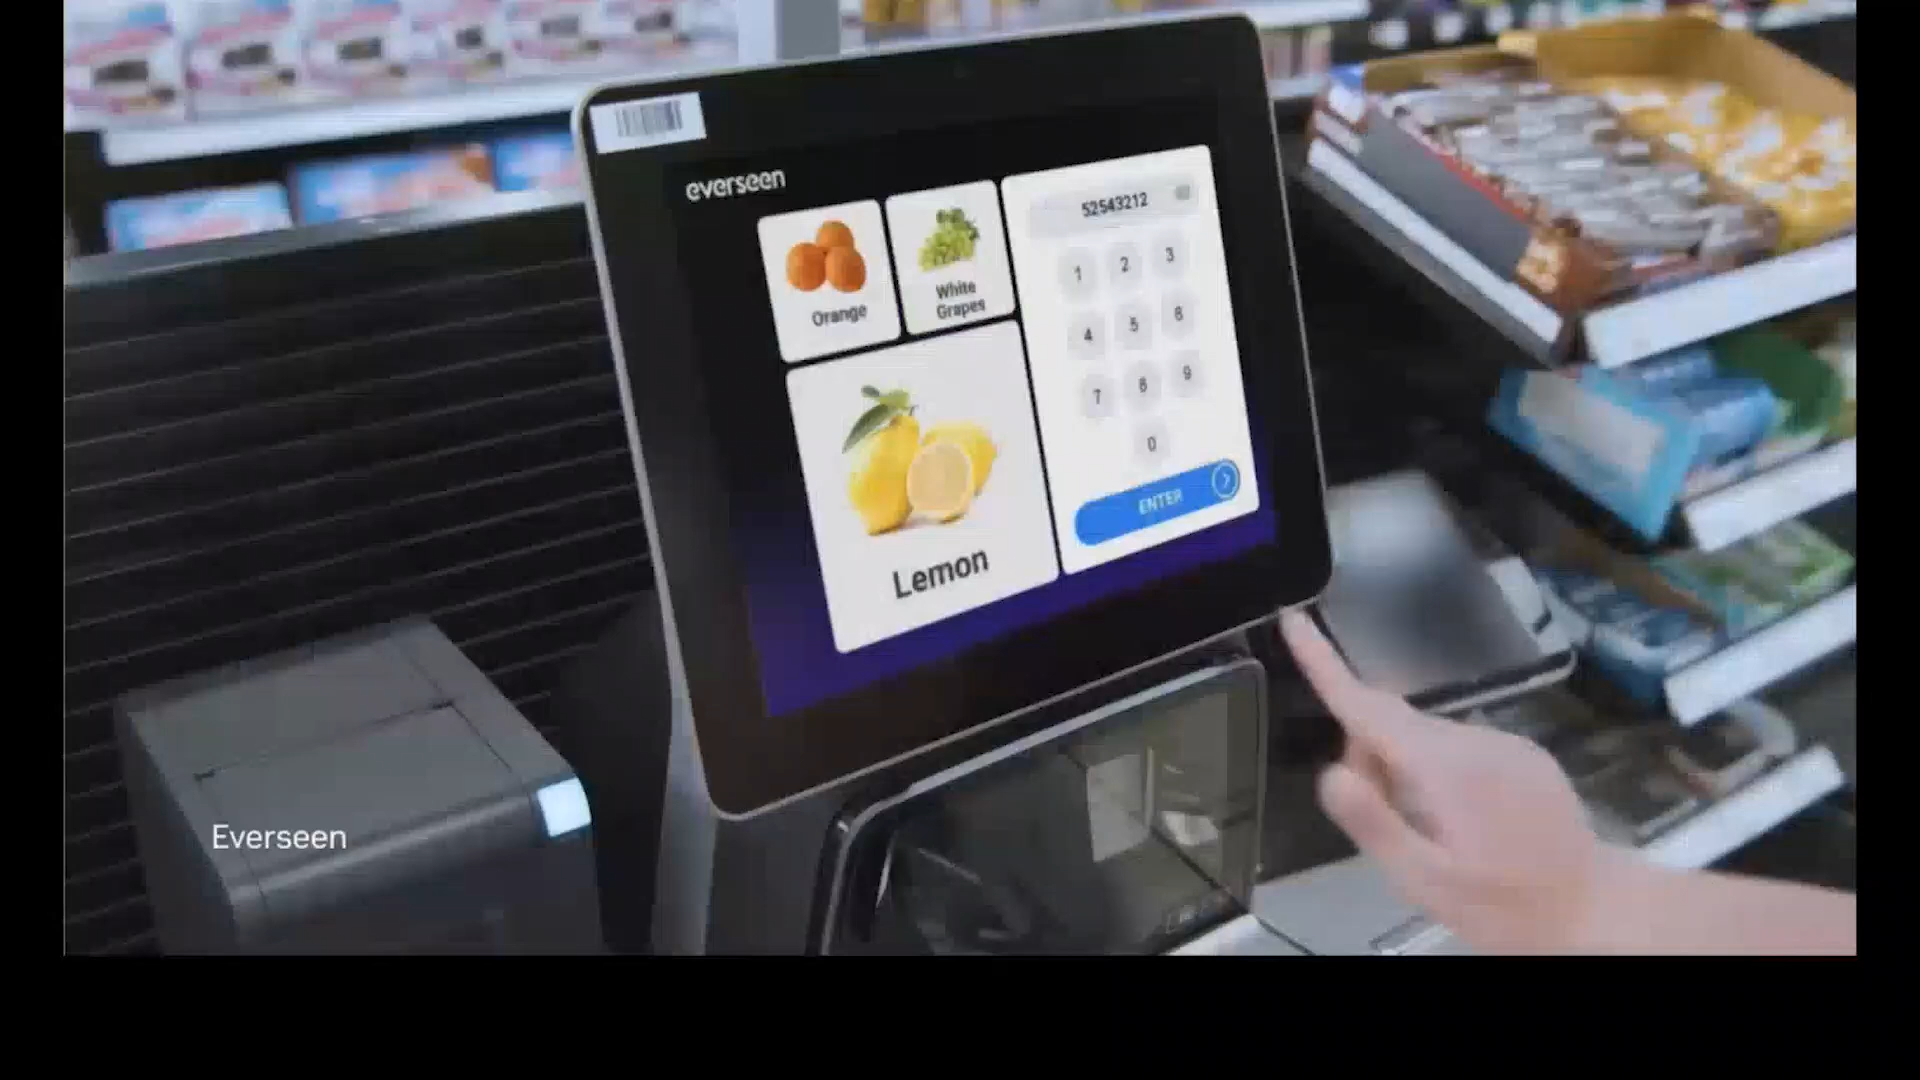 everseen
Orange
White
Grapes
Lemon
52543212
1 2 3
4 5 6
7 8 9
0
ENTER
Everseen